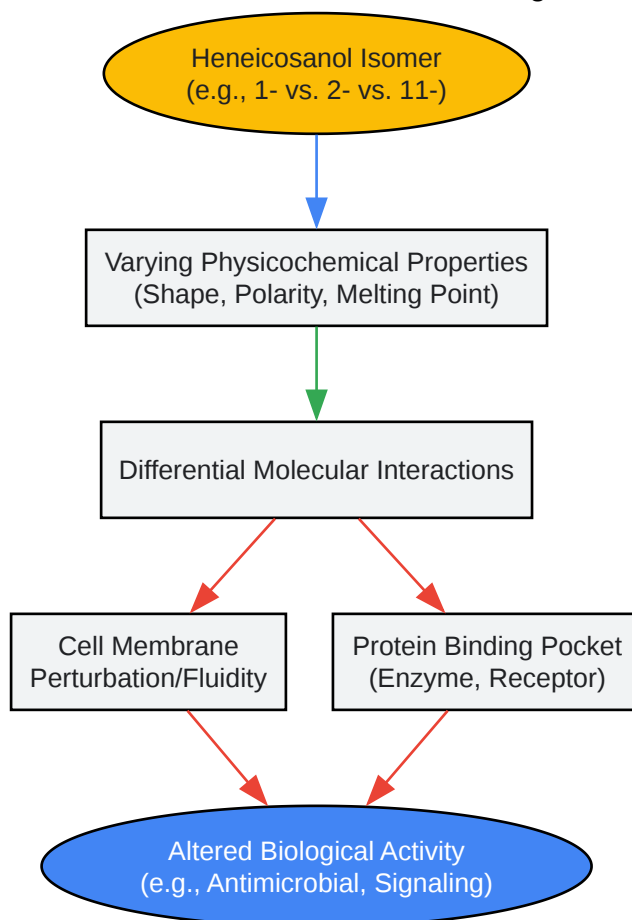 Heneicosanol Isomer
(e.g., 1- vs. 2- vs. 11-)
Varying Physicochemical Properties
(Shape, Polarity, Melting Point)
Differential Molecular Interactions
Cell Membrane
Perturbation/Fluidity
Protein Binding Pocket
(Enzyme, Receptor)
Altered Biological Activity
(e.g., Antimicrobial, Signaling)